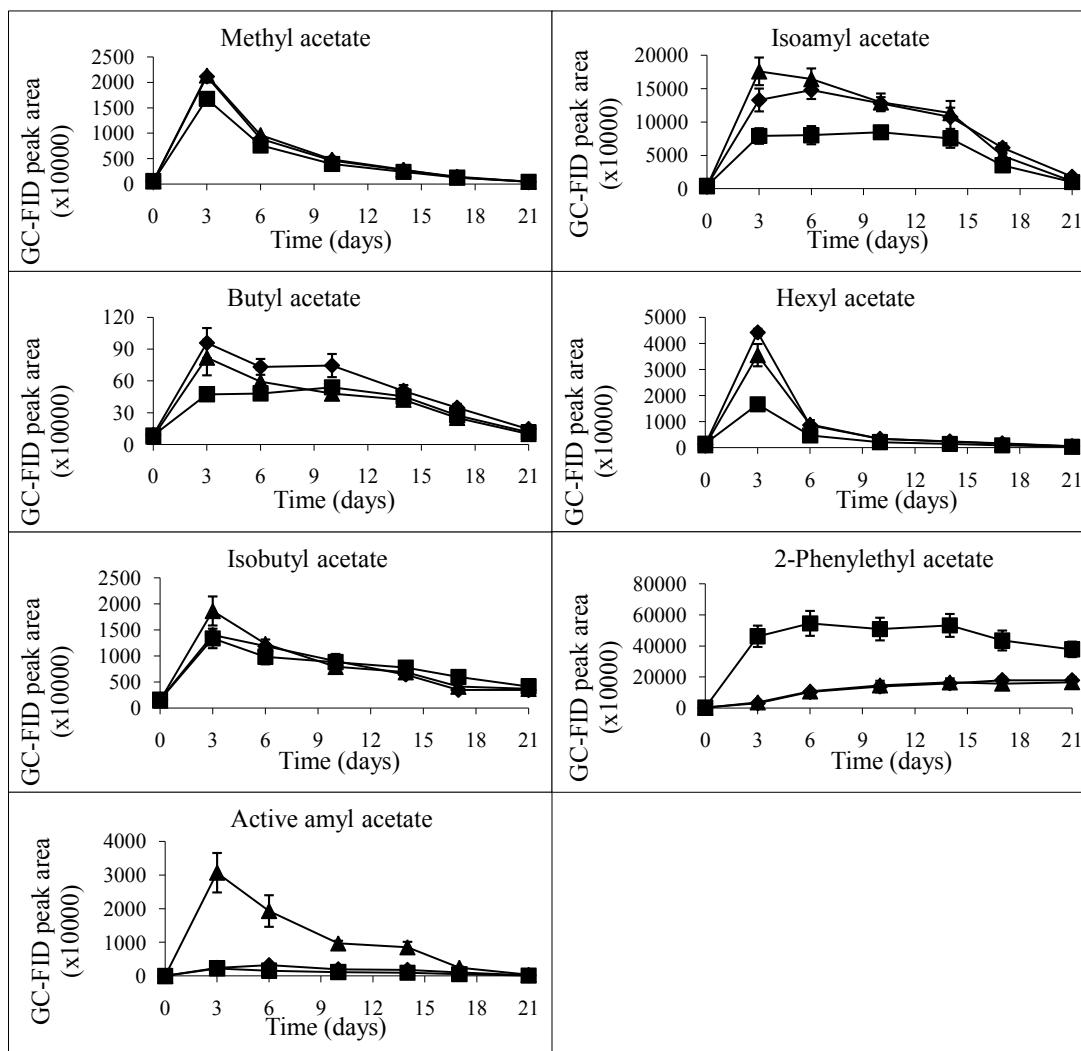 Methyl acetate
GC-FID peak area
(x10000)
2500
2000
1500
1000
500
0
0 3 6 9 12 15 18 21
Time (days)
Isoamyl acetate
GC-FID peak area
(x10000)
20000
15000
10000
5000
0
0 3 6 9 12 15 18 21
Time (days)
Butyl acetate
GC-FID peak area
(x10000)
120
90
60
30
0
0 3 6 9 12 15 18 21
Time (days)
Hexyl acetate
GC-FID peak area
(x10000)
5000
4000
3000
2000
1000
0
0 3 6 9 12 15 18 21
Time (days)
Isobutyl acetate
GC-FID peak area
(x10000)
2500
2000
1500
1000
500
0
0 3 6 9 12 15 18 21
Time (days)
2-Phenylethyl acetate
GC-FID peak area
(x10000)
80000
60000
40000
20000
0
0 3 6 9 12 15 18 21
Time (days)
Active amyl acetate
GC-FID peak area
(x10000)
4000
3000
2000
1000
0
0 3 6 9 12 15 18 21
Time (days)